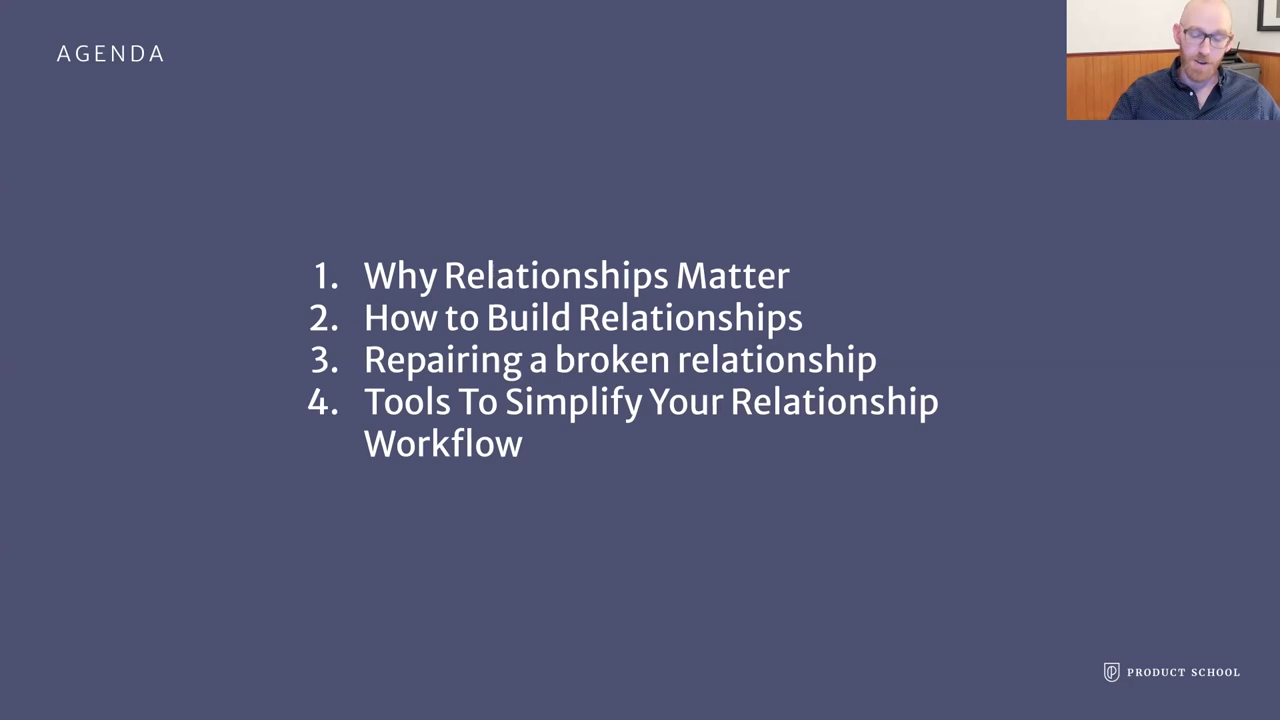 AGENDA
1. Why Relationships Matter
2. How to Build Relationships
3. Repairing a broken relationship
4. Tools To Simplify Your Relationship
Workflow
PRODUCT SCHOOL